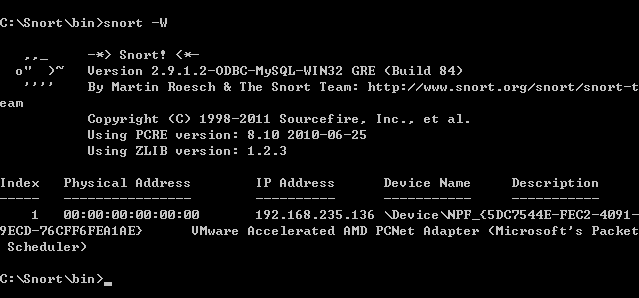 C:\Snort\bin>snort -W
,,_ -*> Snort! <*-
o" )~ Version 2.9.1.2-ODBC-MySQL-WIN32 GRE (Build 84)
'''' By Martin Roesch & The Snort Team: http://www.snort.org/snort/snort-t
eam
Copyright (C) 1998-2011 Sourcefire, Inc., et al.
Using PCRE version: 8.10 2010-06-25
Using ZLIB version: 1.2.3
Index Physical Address IP Address Device Name Description
----- ---------------- ---------- ----------- -----------
1 00:00:00:00:00:00 192.168.235.136 \Device\NPF_{5DC7544E-FEC2-4091-
9ECD-76CFF6FEA1AE} VMware Accelerated AMD PCNet Adapter (Microsoft's Packet
Scheduler)
C:\Snort\bin>_